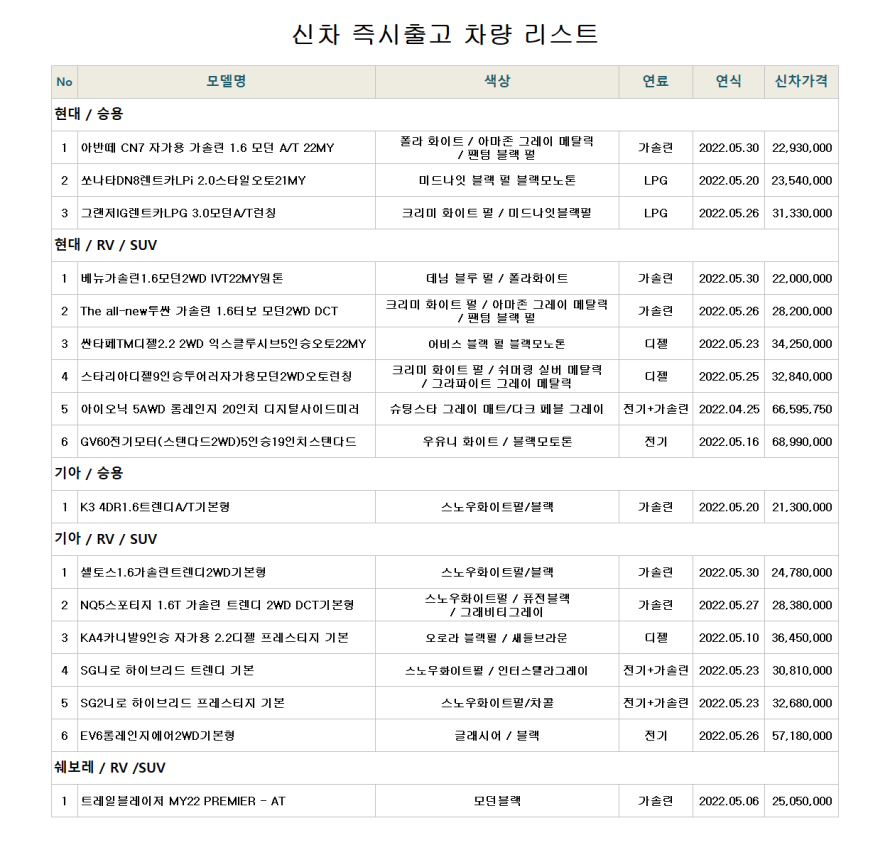 신차 즉시출고 차량 리스트
No 모델명 색상 연료 연식 신차가격
현대 / 승용
1 아반떼 CN7 자가용 가솔린 1.6 모던 A/T 22MY 폴라 화이트 / 아마존 그레이 메탈릭 / 팬텀 블랙 펄 가솔린 2022.05.30 22,930,000
2 쏘나타DN8렌트카LPi 2.0스타일오토21MY 미드나잇 블랙 펄 블랙모노톤 LPG 2022.05.20 23,540,000
3 그랜저IG렌트카LPG 3.0모던A/T런칭 크리미 화이트 펄 / 미드나잇블랙펄 LPG 2022.05.26 31,330,000
현대 / RV / SUV
1 베뉴가솔린1.6모던2WD IVT22MY원톤 데님 블루 펄 / 폴라화이트 가솔린 2022.05.30 22,000,000
2 The all-new투싼 가솔린 1.6터보 모던2WD DCT 크리미 화이트 펄 / 아마존 그레이 메탈릭 / 팬텀 블랙 펄 가솔린 2022.05.26 28,200,000
3 싼타페TM디젤2.2 2WD 익스클루시브5인승오토22MY 어비스 블랙 펄 블랙모노톤 디젤 2022.05.23 34,250,000
4 스타리아디젤9인승투어러자가용모던2WD오토런칭 크리미 화이트 펄 / 쉬머링 실버 메탈릭 / 그라파이트 그레이 메탈릭 디젤 2022.05.25 32,840,000
5 아이오닉 5AWD 롱레인지 20인치 디지털사이드미러 슈팅스타 그레이 매트/다크 페블 그레이 전기+가솔린 2022.04.25 66,595,750
6 GV60전기모터(스탠다드2WD)5인승19인치스탠다드 우유니 화이트 / 블랙모토톤 전기 2022.05.16 68,990,000
기아 / 승용
1 K3 4DR1.6트렌디A/T기본형 스노우화이트펄/블랙 가솔린 2022.05.20 21,300,000
기아 / RV / SUV
1 셀토스1.6가솔린트렌디2WD기본형 스노우화이트펄/블랙 가솔린 2022.05.30 24,780,000
2 NQ5스포티지 1.6T 가솔린 트렌디 2WD DCT기본형 스노우화이트펄 / 퓨전블랙 / 그래비티그레이 가솔린 2022.05.27 28,380,000
3 KA4카니발9인승 자가용 2.2디젤 프레스티지 기본 오로라 블랙펄 / 새들브라운 디젤 2022.05.10 36,450,000
4 SG니로 하이브리드 트렌디 기본 스노우화이트펄 / 인터스텔라그레이 전기+가솔린 2022.05.23 30,810,000
5 SG2니로 하이브리드 프레스티지 기본 스노우화이트펄/차콜 전기+가솔린 2022.05.23 32,680,000
6 EV6롱레인지에어2WD기본형 글래시어 / 블랙 전기 2022.05.26 57,180,000
쉐보레 / RV /SUV
1 트레일블레이저 MY22 PREMIER - AT 모던블랙 가솔린 2022.05.06 25,050,000